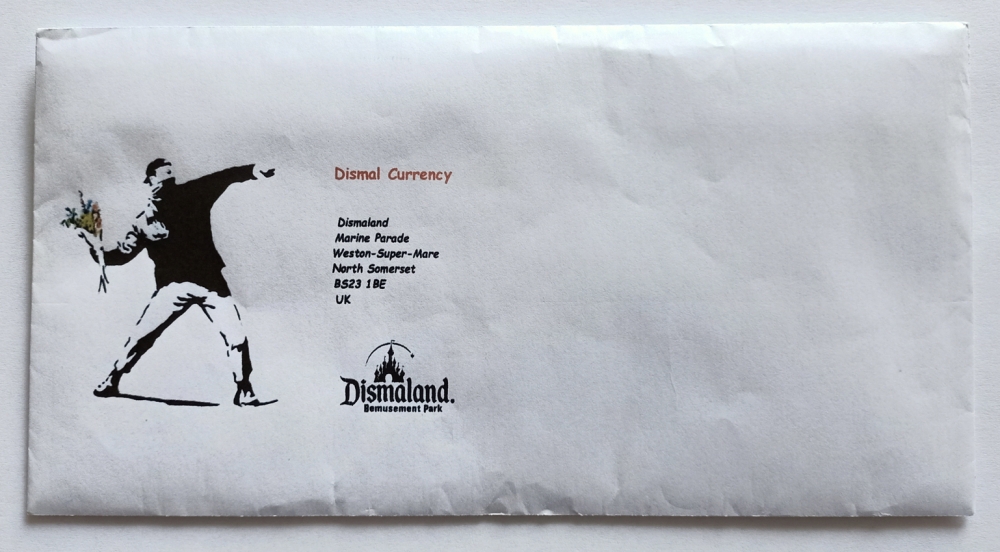 Dismal Currency
Dismaland
Marine Parade
Weston-Super-Mare
North Somerset
BS23 1BE
UK
Dismaland.
Bemusement Park